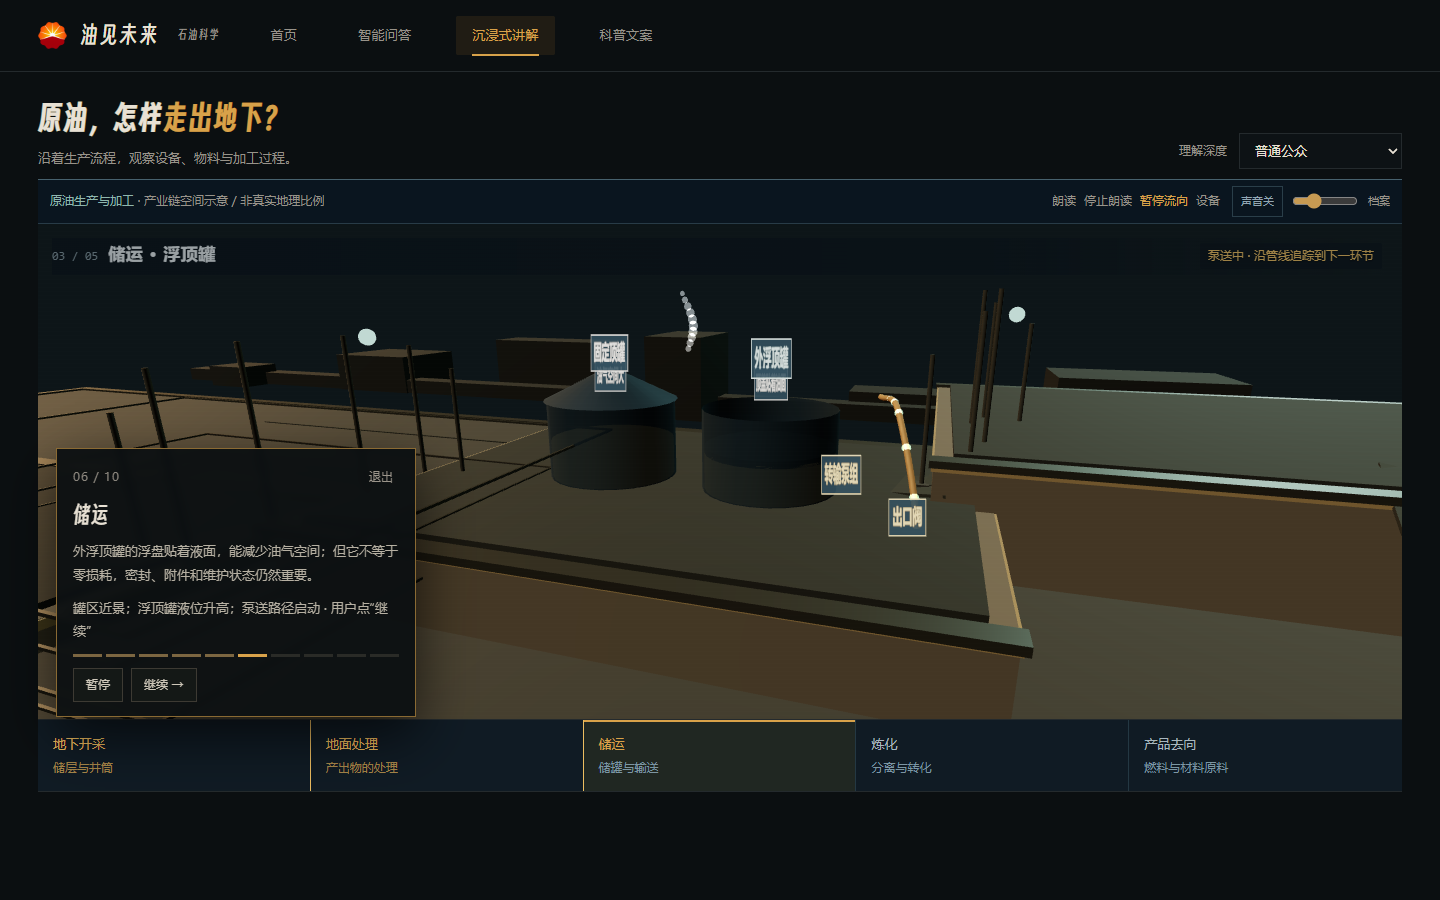 油见未来
石油科学
首页
智能问答
沉浸式讲解
科普文案
原油，怎样走出地下？
沿着生产流程，观察设备、物料与加工过程。
理解深度
普通公众
原油生产与加工 · 产业链空间示意 / 非真实地理比例
朗读 停止朗读 暂停流向 设备 声音关 档案
03 / 05 储运 • 浮顶罐
泵送中 · 沿管线追踪到下一环节
固定顶罐
油气空间大
外浮顶罐
转输泵组
出口阀
06 / 10
退出
储运
外浮顶罐的浮盘贴着液面，能减少油气空间；但它不等于
零损耗，密封、附件和维护状态仍然重要。
罐区近景；浮顶罐液位升高；泵送路径启动 · 用户点“继
续”
暂停
继续 →
地下开采
储层与井筒
地面处理
产出物的处理
储运
储罐与输送
炼化
分离与转化
产品去向
燃料与材料原料